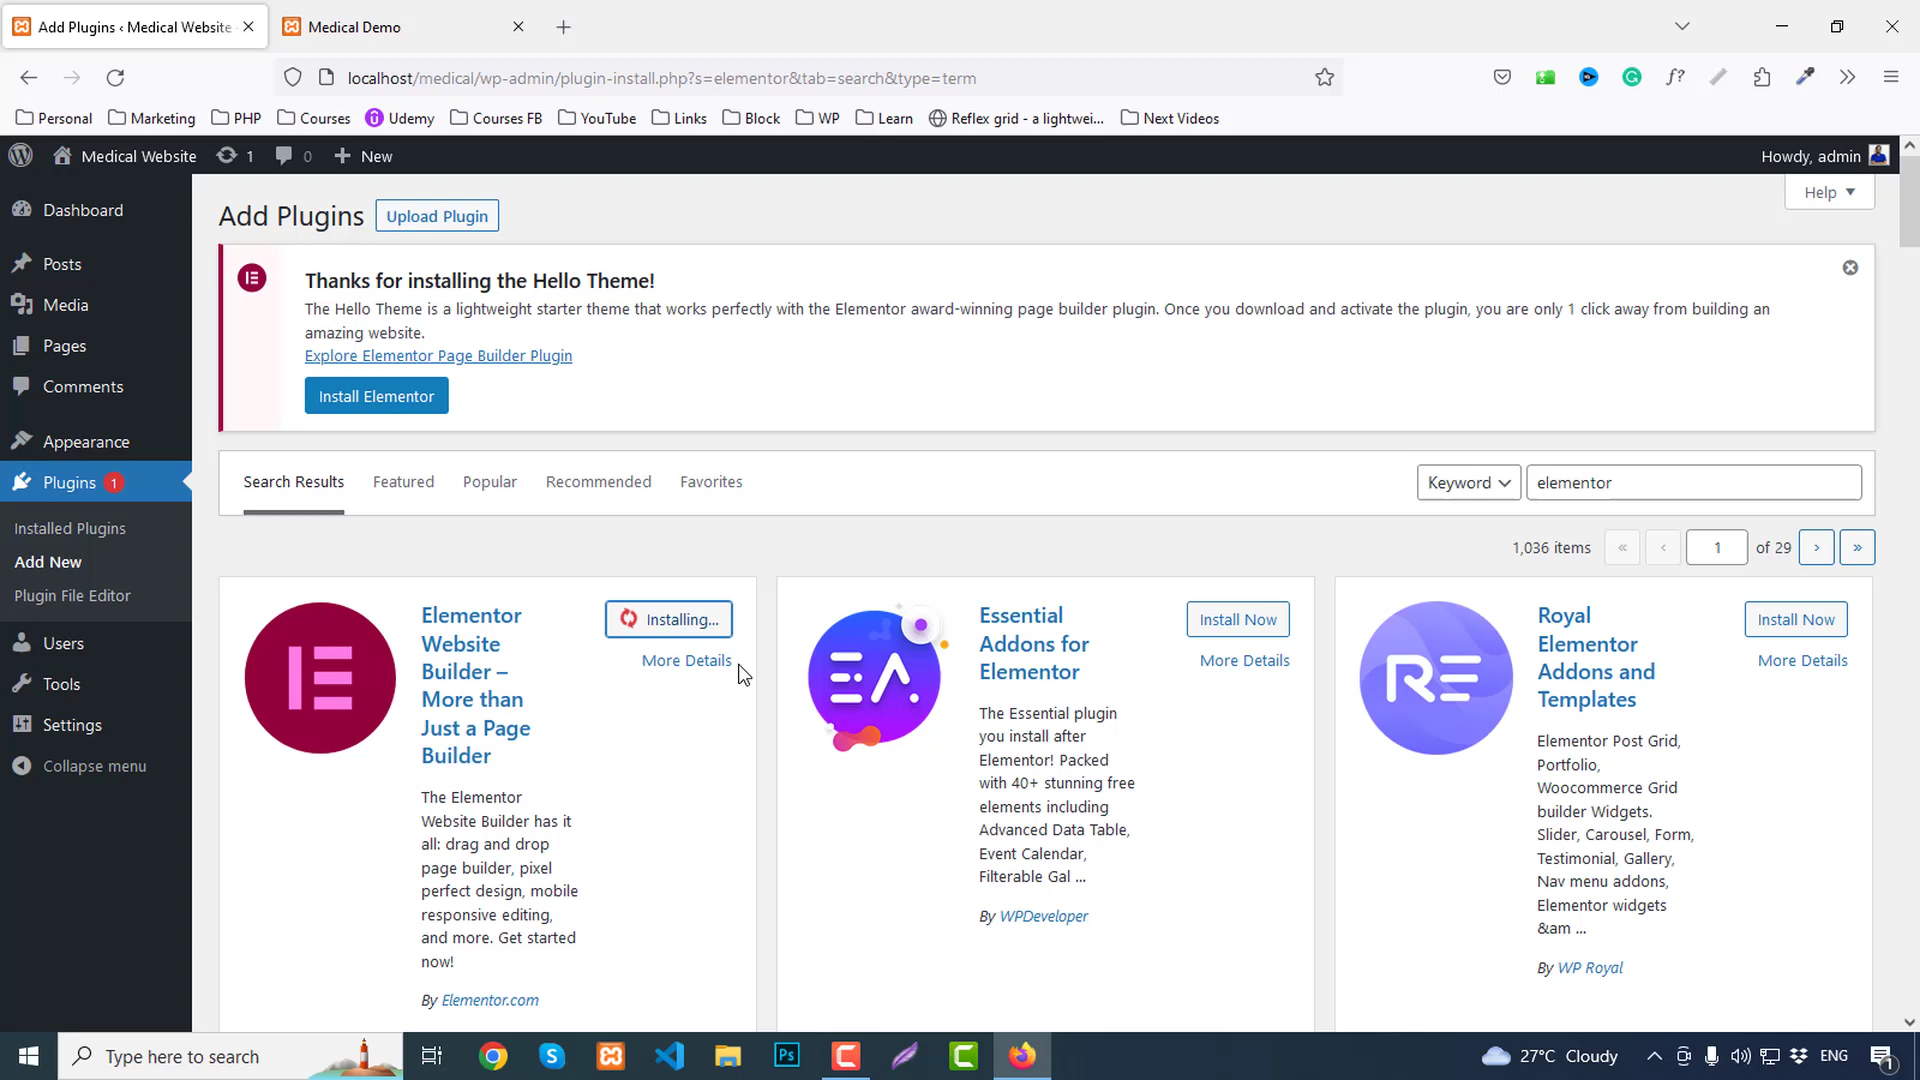 Add Plugins ‹ Medical Website
Medical Demo
localhost/medical/wp-admin/plugin-install.php?s=elementor&tab=search&type=term
Personal
Marketing
PHP
Courses
Udemy
Courses FB
YouTube
Links
Block
WP
Learn
Reflex grid - a lightwei...
Next Videos
Medical Website
1
0
New
Howdy, admin
Dashboard
Posts
Media
Pages
Comments
Appearance
Plugins 1
Installed Plugins
Add New
Plugin File Editor
Users
Tools
Settings
Collapse menu
Help
Add Plugins
Upload Plugin
Thanks for installing the Hello Theme!
The Hello Theme is a lightweight starter theme that works perfectly with the Elementor award-winning page builder plugin. Once you download and activate the plugin, you are only 1 click away from building an
amazing website.
Explore Elementor Page Builder Plugin
Install Elementor
Search Results
Featured
Popular
Recommended
Favorites
Keyword
elementor
1,036 items
«
‹
1
of 29
›
»
Elementor
Website
Builder –
More than
Just a Page
Builder
Installing...
More Details
The Elementor
Website Builder has it
all: drag and drop
page builder, pixel
perfect design, mobile
responsive editing,
and more. Get started
now!
By Elementor.com
Essential
Addons for
Elementor
Install Now
More Details
The Essential plugin
you install after
Elementor! Packed
with 40+ stunning free
elements including
Advanced Data Table,
Event Calendar,
Filterable Gal ...
By WPDeveloper
Royal
Elementor
Addons and
Templates
Install Now
More Details
Elementor Post Grid,
Portfolio,
Woocommerce Grid
builder Widgets.
Slider, Carousel, Form,
Testimonial, Gallery,
Nav menu addons,
Elementor widgets
&am ...
By WP Royal
Type here to search
27°C Cloudy
ENG
1